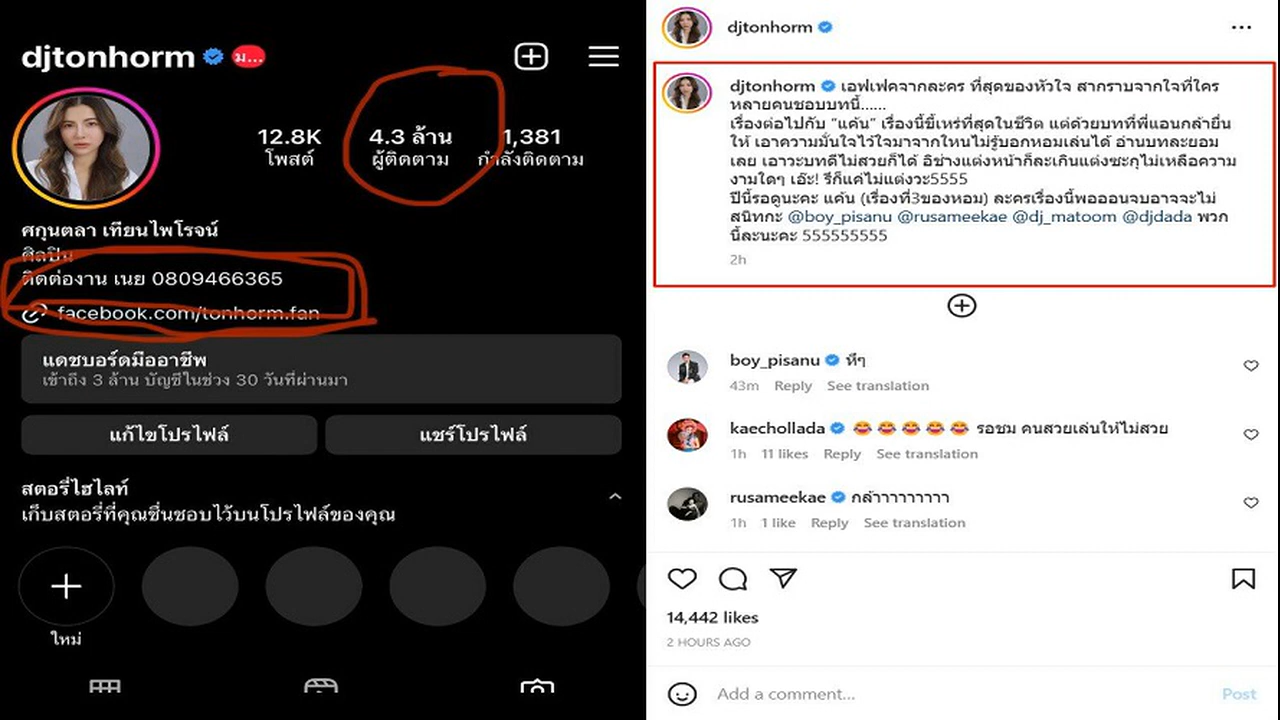 djtonhorm
ม...
12.8K
โพสต์
4.3 ล้าน
ผู้ติดตาม
1,381
กำลังติดตาม
ศกุนตลา เทียนไพโรจน์
ศิลปิน
ติดต่องาน เนย 0809466365
facebook.com/tonhorm.fan
แดชบอร์ดมืออาชีพ
เข้าถึง 3 ล้าน บัญชีในช่วง 30 วันที่ผ่านมา
แก้ไขโปรไฟล์
แชร์โปรไฟล์
สตอรี่ไฮไลท์
เก็บสตอรี่ที่คุณชื่นชอบไว้บนโปรไฟล์ของคุณ
ใหม่
djtonhorm
djtonhorm เอฟเฟคจากละคร ที่สุดของหัวใจ สากราบจากใจที่ใคร
หลายคนชอบบทนี้......
เรื่องต่อไปกับ “แค้น” เรื่องนี้ขี้เหร่ที่สุดในชีวิต แต่ด้วยบทที่พี่แอนกล้ายื่น
ให้ เอาความมั่นใจไว้ใจมาจากไหนไม่รู้บอกหอมเล่นได้ อ่านบทละยอม
เลย เอาวะบทดีไม่สวยก็ได้ อิช่างแต่งหน้าก็ละเกินแต่งซะกุไม่เหลือความ
งามใดๆ เอ๊ะ! รึก็แค่ไม่แต่งวะ5555
ปีนี้รอดูนะคะ แค้น (เรื่องที่3ของหอม) ละครเรื่องนี้พอออนจบอาจจะไม่
สนิทกะ @boy_pisanu @rusameekae @dj_matoom @djdada พวก
นี้ละนะคะ 555555555
2h
boy_pisanu หึๆ
43m Reply See translation
kaechollada 😂😂😂😂😂 รอชม คนสวยเล่นให้ไม่สวย
1h 11 likes Reply See translation
rusameekae กล้าาาาาาาาา
1h 1 like Reply See translation
14,442 likes
2 HOURS AGO
Add a comment...
Post